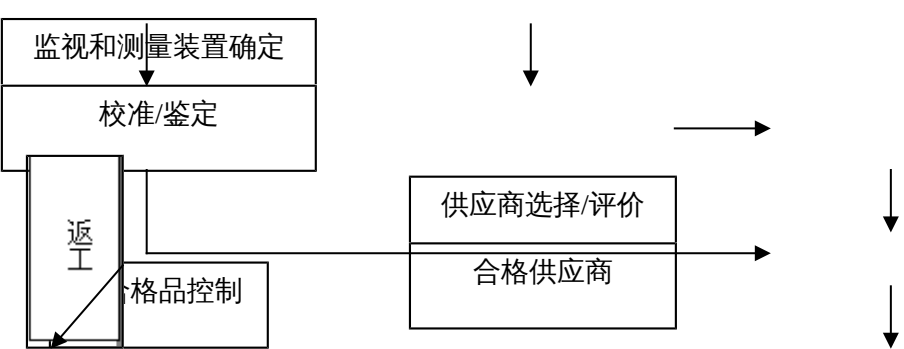 监视和测量装置确定
校准/鉴定
供应商选择/评价
返
工
合格供应商
格品控制